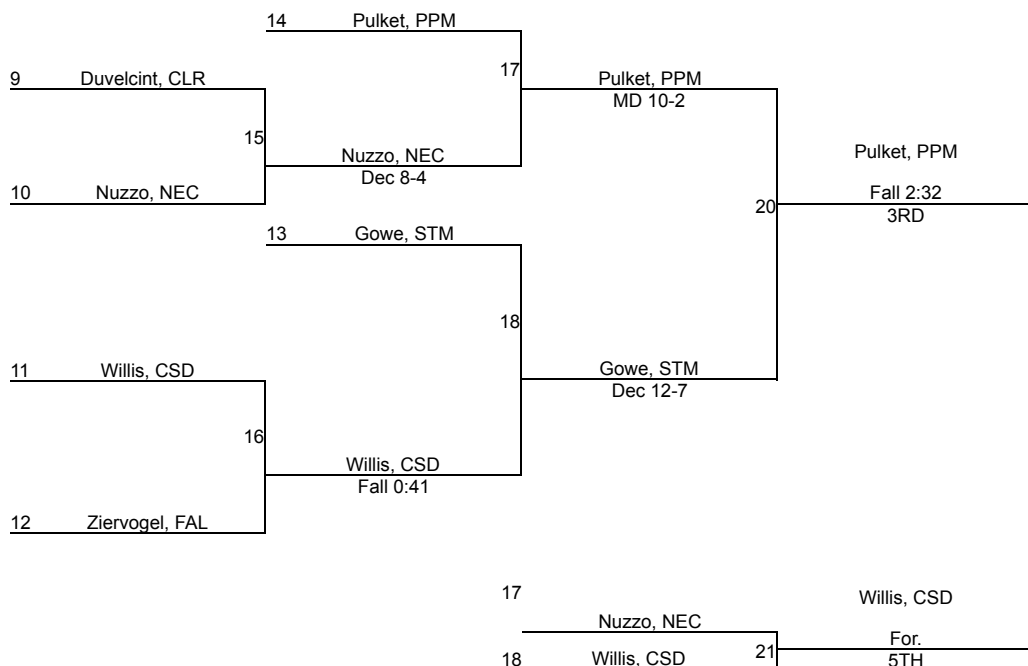 14 Pulket, PPM
17
9 Duvelcint, CLR
Pulket, PPM
MD 10-2
15
Nuzzo, NEC
Dec 8-4
Pulket, PPM
10 Nuzzo, NEC
Fall 2:32
20
3RD
13 Gowe, STM
18
11 Willis, CSD
Gowe, STM
Dec 12-7
16
Willis, CSD
Fall 0:41
12 Ziervogel, FAL
17
Willis, CSD
Nuzzo, NEC
For.
18 Willis, CSD
21
5TH